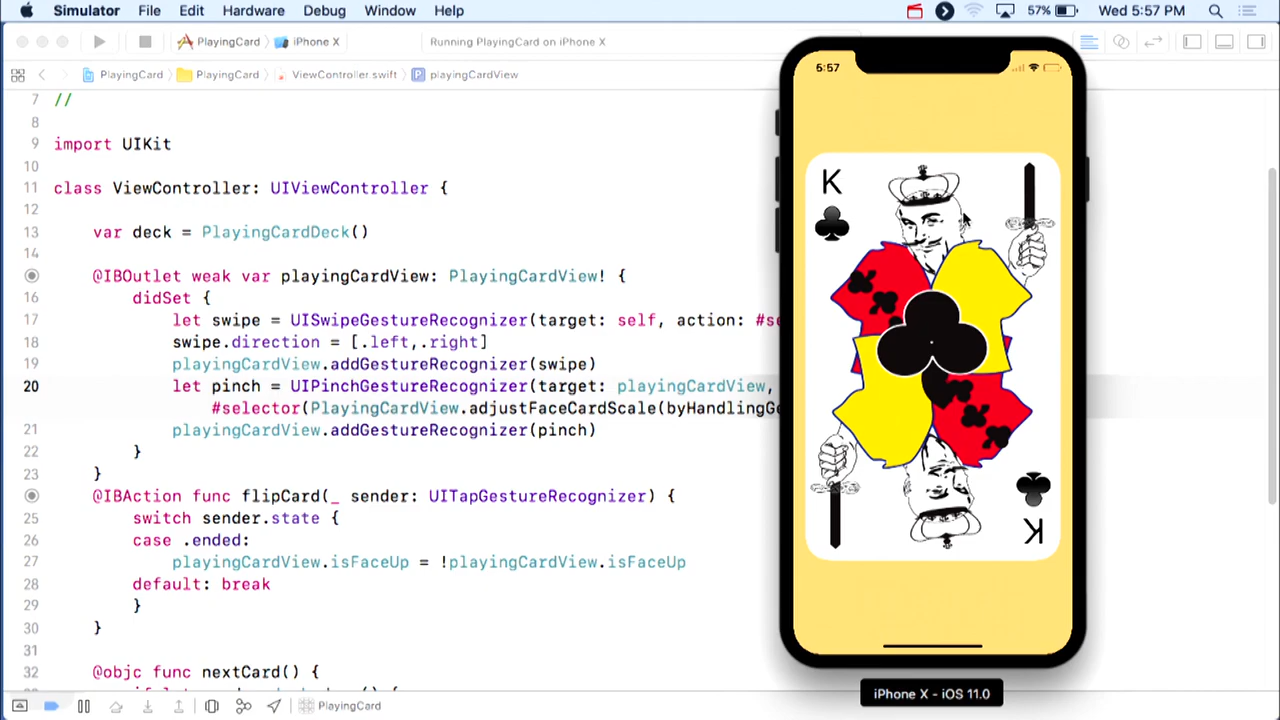 Simulator File Edit Hardware Debug Window Help 57% Wed 5:57 PM
PlayingCard iPhone X Running PlayingCard on iPhone X
PlayingCard PlayingCard ViewController.swift P playingCardView
7 //
8
9 import UIKit
10
11 class ViewController: UIViewController {
12
13 var deck = PlayingCardDeck()
14
@IBOutlet weak var playingCardView: PlayingCardView! {
16 didSet {
17 let swipe = UISwipeGestureRecognizer(target: self, action: #se
18 swipe.direction = [.left,.right]
19 playingCardView.addGestureRecognizer(swipe)
20 let pinch = UIPinchGestureRecognizer(target: playingCardView,
#selector(PlayingCardView.adjustFaceCardScale(byHandlingGe
21 playingCardView.addGestureRecognizer(pinch)
22 }
23 }
@IBAction func flipCard(_ sender: UITapGestureRecognizer) {
25 switch sender.state {
26 case .ended:
27 playingCardView.isFaceUp = !playingCardView.isFaceUp
28 default: break
29 }
30 }
31
32 @objc func nextCard() {
PlayingCard
5:57
K
K
iPhone X - iOS 11.0